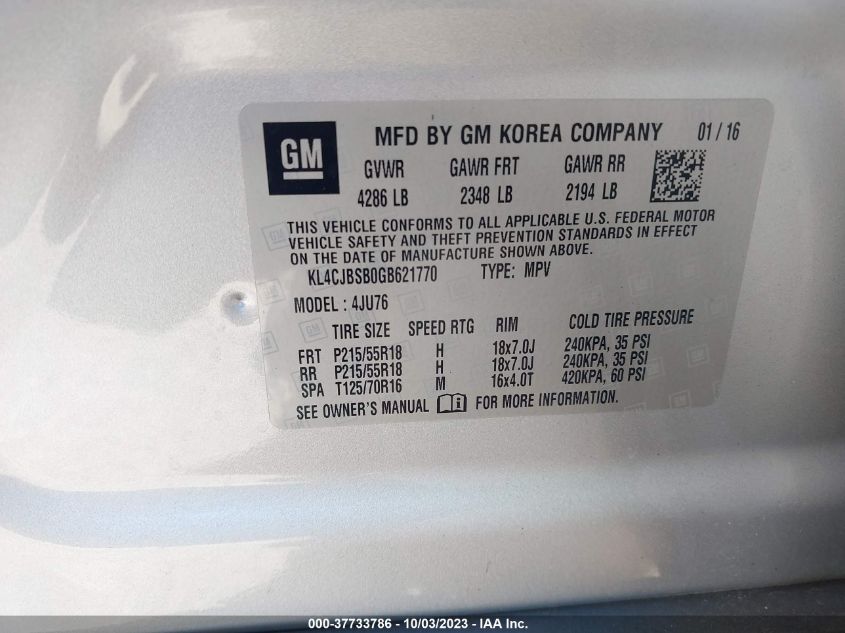 GM
MFD BY GM KOREA COMPANY 01 / 16
GVWR GAWR FRT GAWR RR
4286 LB 2348 LB 2194 LB
THIS VEHICLE CONFORMS TO ALL APPLICABLE U.S. FEDERAL MOTOR
VEHICLE SAFETY AND THEFT PREVENTION STANDARDS IN EFFECT
ON THE DATE OF MANUFACTURE SHOWN ABOVE.
KL4CJBSB0GB621770 TYPE: MPV
MODEL : 4JU76
TIRE SIZE SPEED RTG RIM COLD TIRE PRESSURE
FRT P215/55R18 H 18x7.0J 240KPA, 35 PSI
RR P215/55R18 H 18x7.0J 240KPA, 35 PSI
SPA T125/70R16 M 16x4.0T 420KPA, 60 PSI
SEE OWNER'S MANUAL i FOR MORE INFORMATION.
000-37733786 - 10/03/2023 - IAAI.com